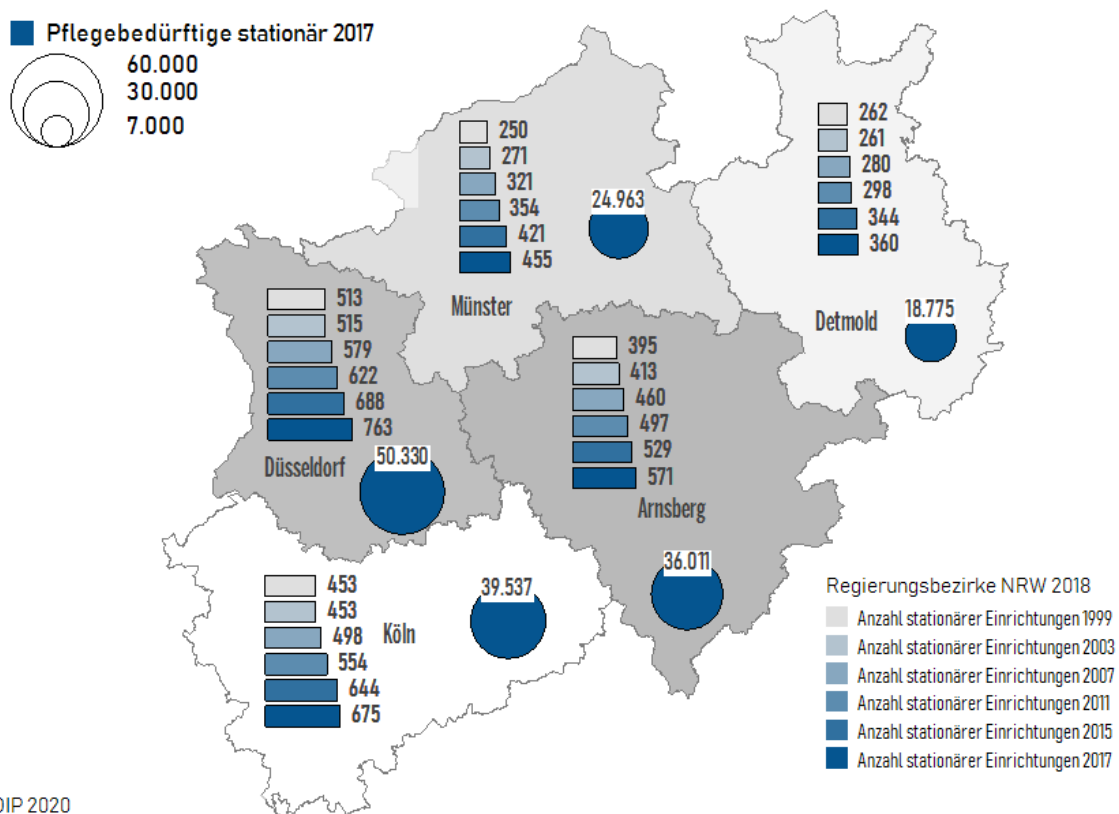 Pflegebedürftige stationär 2017
60.000
30.000
7.000
250
271
321
354
421
455
24.963
Münster
262
261
280
298
344
360
Detmold
18.775
513
515
579
622
688
763
Düsseldorf
50.330
395
413
460
497
529
571
Arnsberg
36.011
453
453
498
554
644
675
Köln
39.537
Regierungsbezirke NRW 2018
Anzahl stationärer Einrichtungen 1999
Anzahl stationärer Einrichtungen 2003
Anzahl stationärer Einrichtungen 2007
Anzahl stationärer Einrichtungen 2011
Anzahl stationärer Einrichtungen 2015
Anzahl stationärer Einrichtungen 2017
DIP 2020